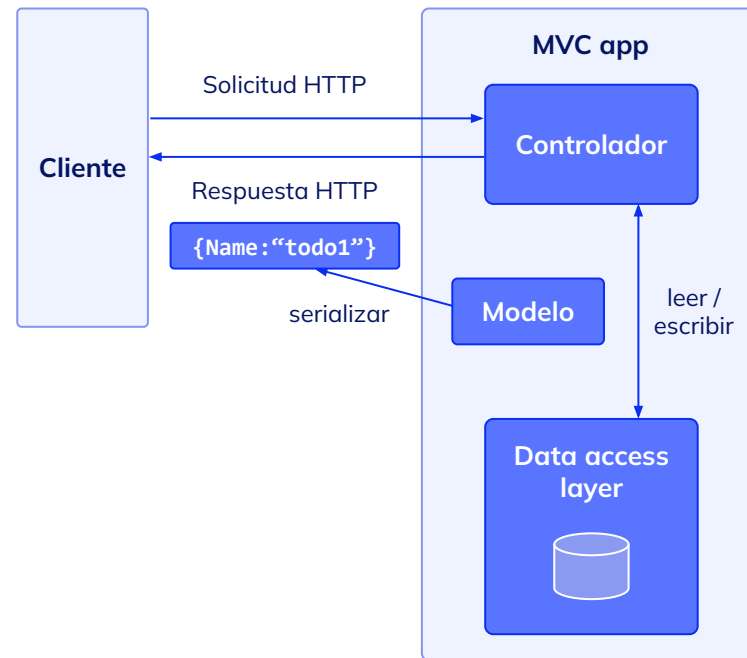 MVC app
Solicitud HTTP
Controlador
Cliente
Respuesta HTTP
{Name:“todo1”}
serializar
Modelo
leer /
escribir
Data access
layer